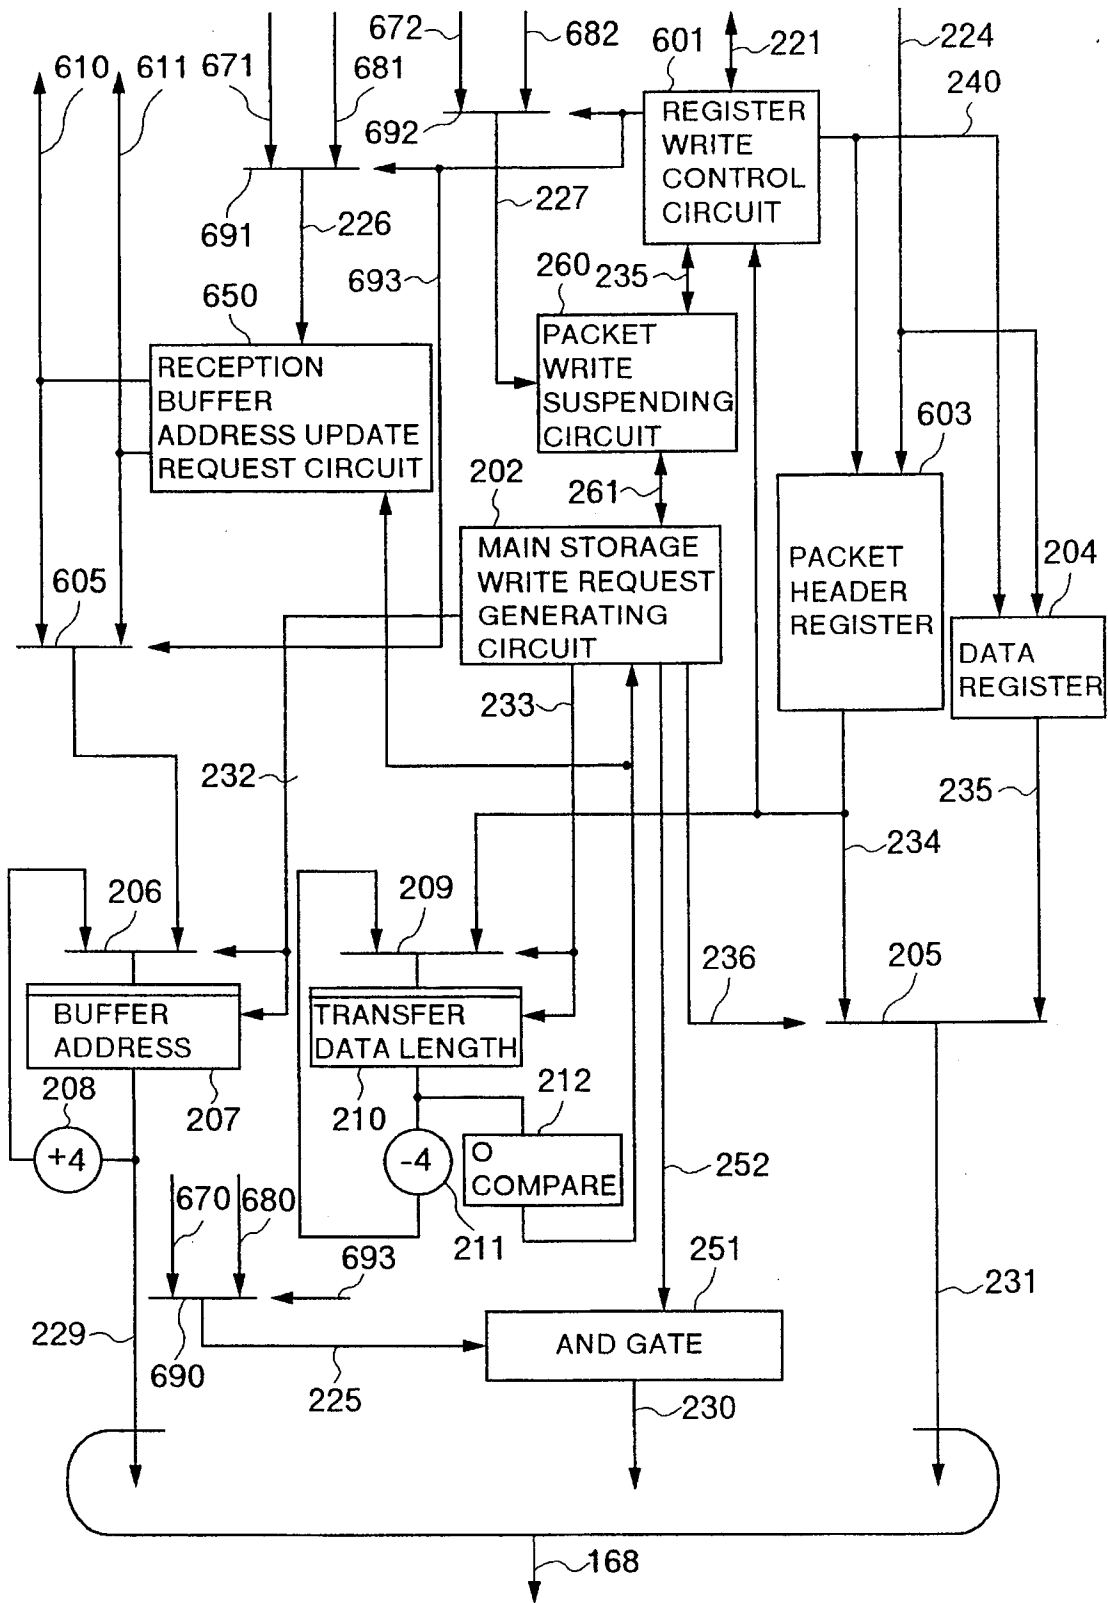 672
682
601
221
224
610
611
671
681
240
692
REGISTER
WRITE
CONTROL
CIRCUIT
691
226
227
693
260
235
650
PACKET
WRITE
SUSPENDING
CIRCUIT
RECEPTION
BUFFER
ADDRESS UPDATE
REQUEST CIRCUIT
603
202
261
MAIN STORAGE
WRITE REQUEST
GENERATING
CIRCUIT
PACKET
HEADER
REGISTER
204
605
DATA
REGISTER
233
232
235
234
206
209
236
205
BUFFER
ADDRESS
TRANSFER
DATA LENGTH
208
207
210
212
+4
-4
0
COMPARE
252
670
680
211
693
251
231
229
690
225
AND GATE
230
168